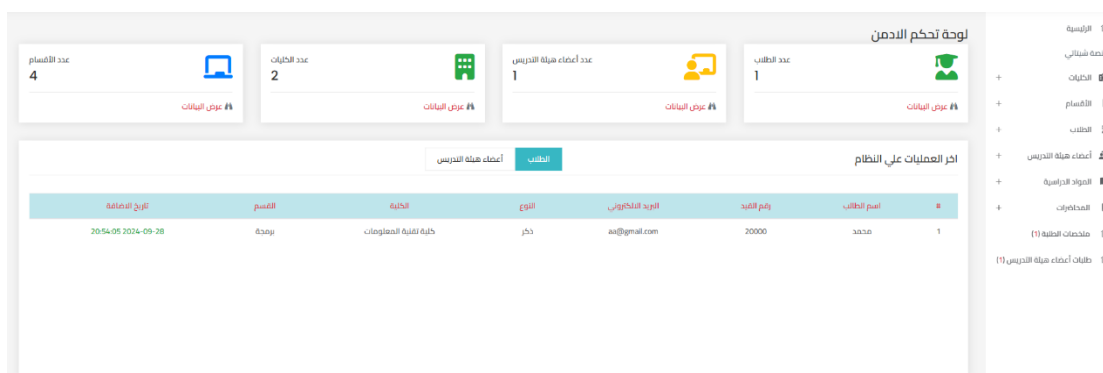 الرئيسية
منصة شيتاتي
الكليات +
الأقسام +
الطلاب +
أعضاء هيئة التدريس +
المواد الدراسية +
المحاضرات +
ملخصات الطلبة (1)
طلبات أعضاء هيئة التدريس (1)
لوحة تحكم الادمن
عدد الطلاب
1
عرض البيانات
عدد أعضاء هيئة التدريس
1
عرض البيانات
عدد الكليات
2
عرض البيانات
عدد الأقسام
4
عرض البيانات
اخر العمليات علي النظام
الطلاب أعضاء هيئة التدريس
# اسم الطالب رقم القيد البريد الالكتروني النوع الكلية القسم تاريخ الاضافة
1 محمد 20000 aa@gmail.com ذكر كلية تقنية المعلومات برمجة 20:54:05 2024-09-28